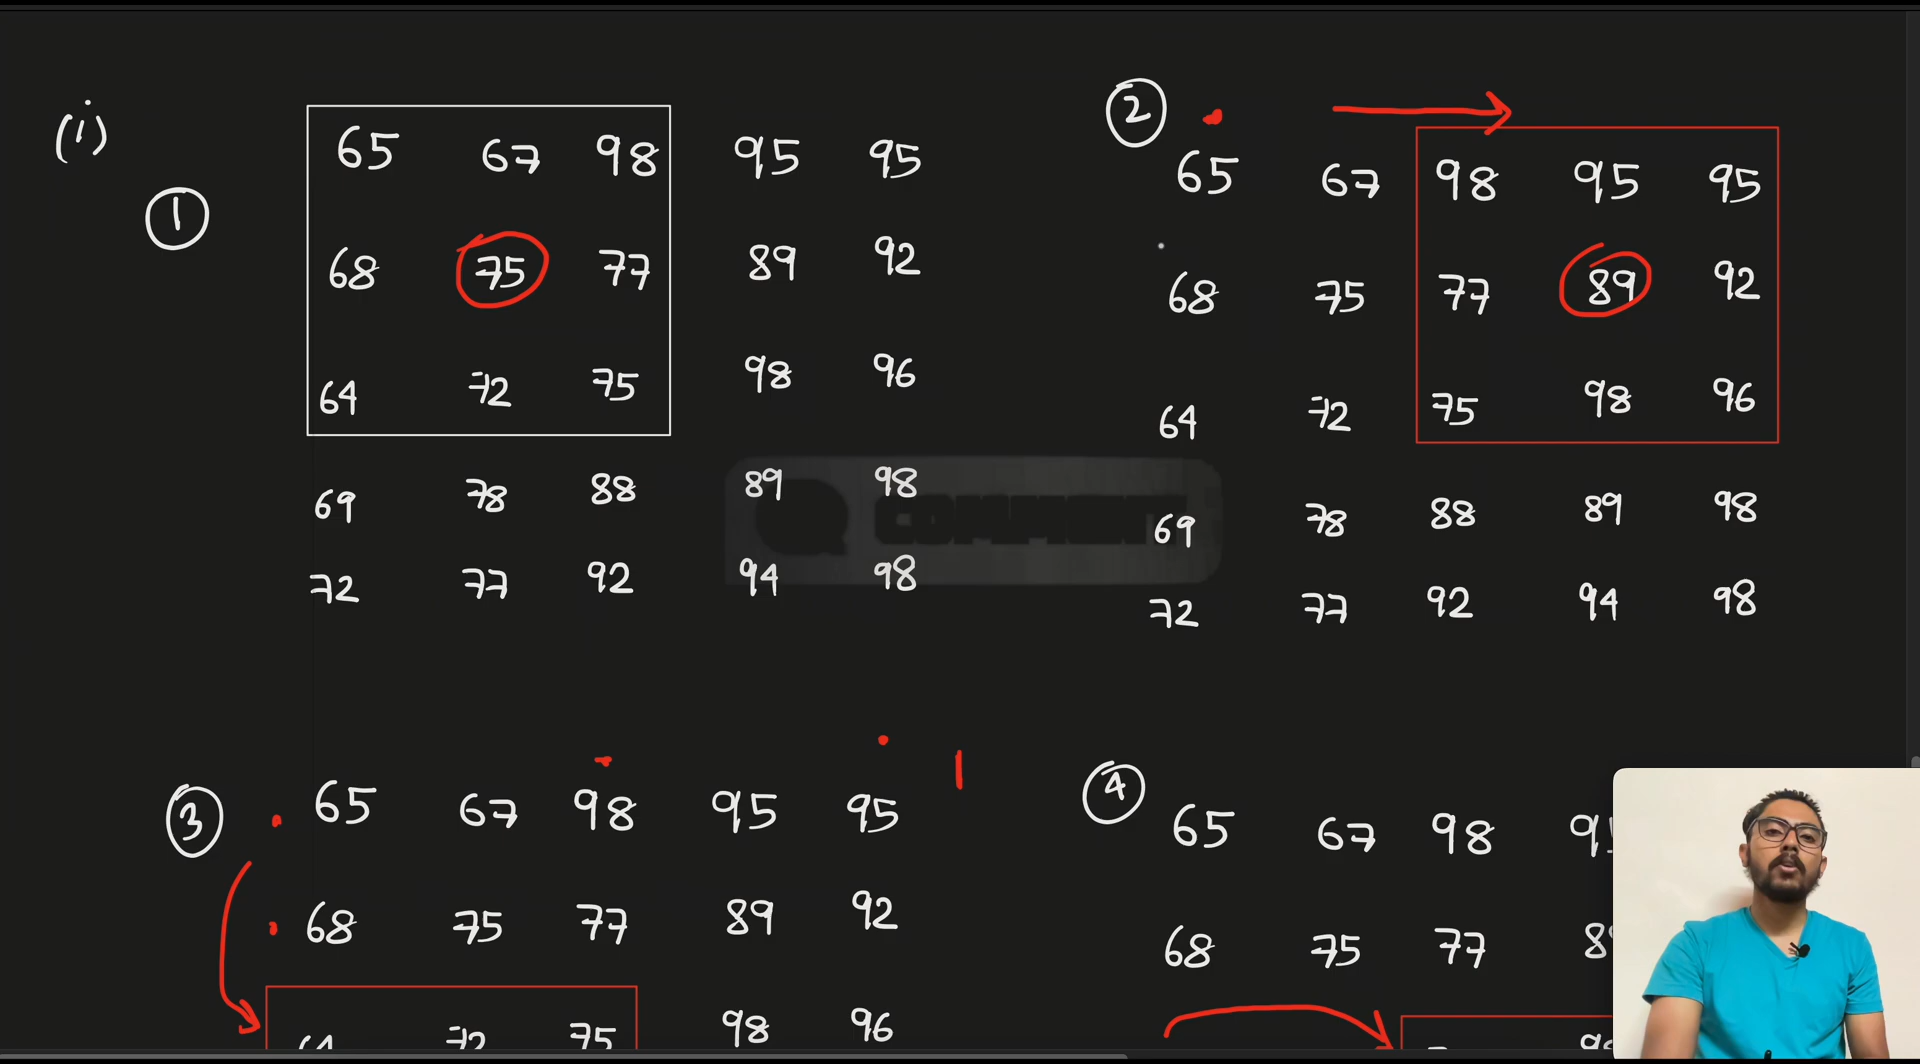 (i)
①
65 67 98 95 95
68 75 77 89 92
64 72 75 98 96
69 78 88 89 98
72 77 92 94 98
②
65 67 98 95 95
68 75 77 89 92
64 72 75 98 96
69 78 88 89 98
72 77 92 94 98
COMMENT
③
65 67 98 95 95
68 75 77 89 92
64 72 75 98 96
④
65 67 98
68 75 77